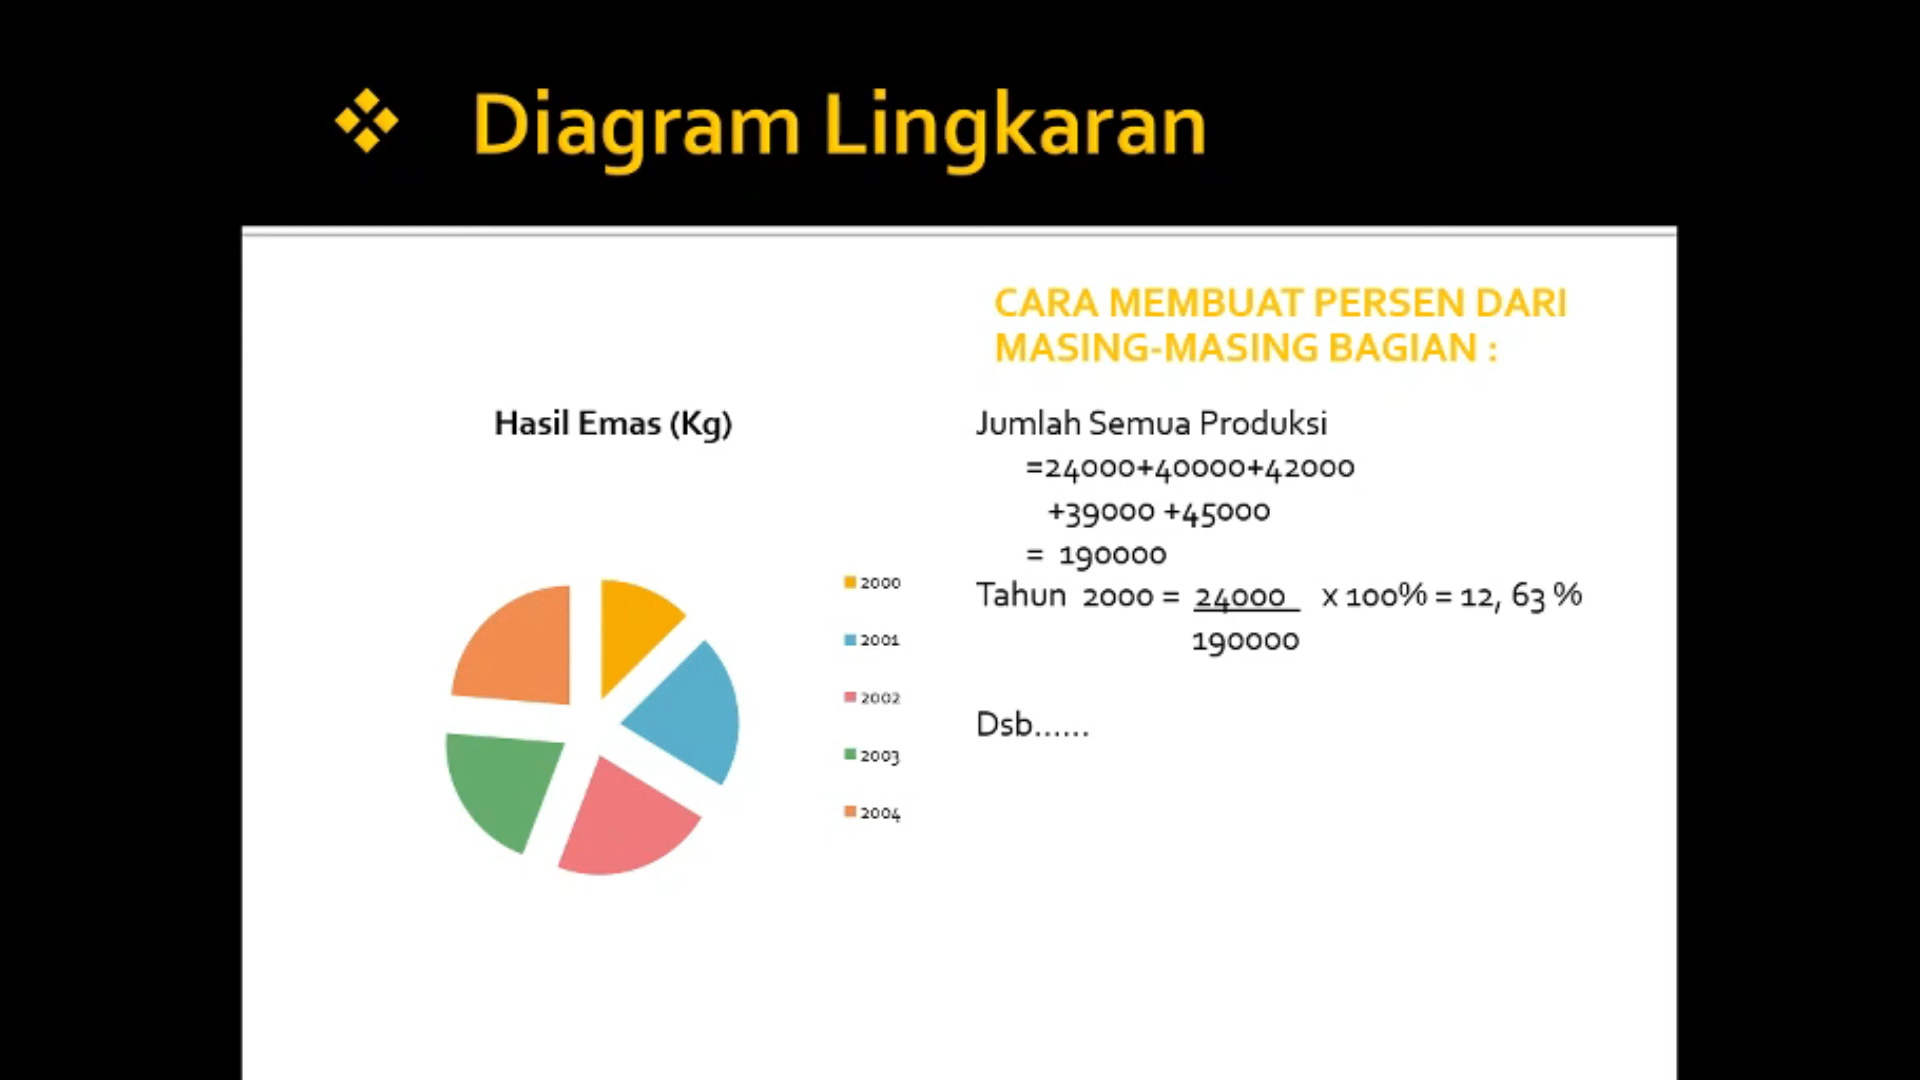 Diagram Lingkaran
CARA MEMBUAT PERSEN DARI
MASING-MASING BAGIAN :
Hasil Emas (Kg)
2000
2001
2002
2003
2004
Jumlah Semua Produksi
=24000+40000+42000
+39000 +45000
= 190000
Tahun 2000 = 24000 x 100% = 12, 63 %
190000
Dsb......